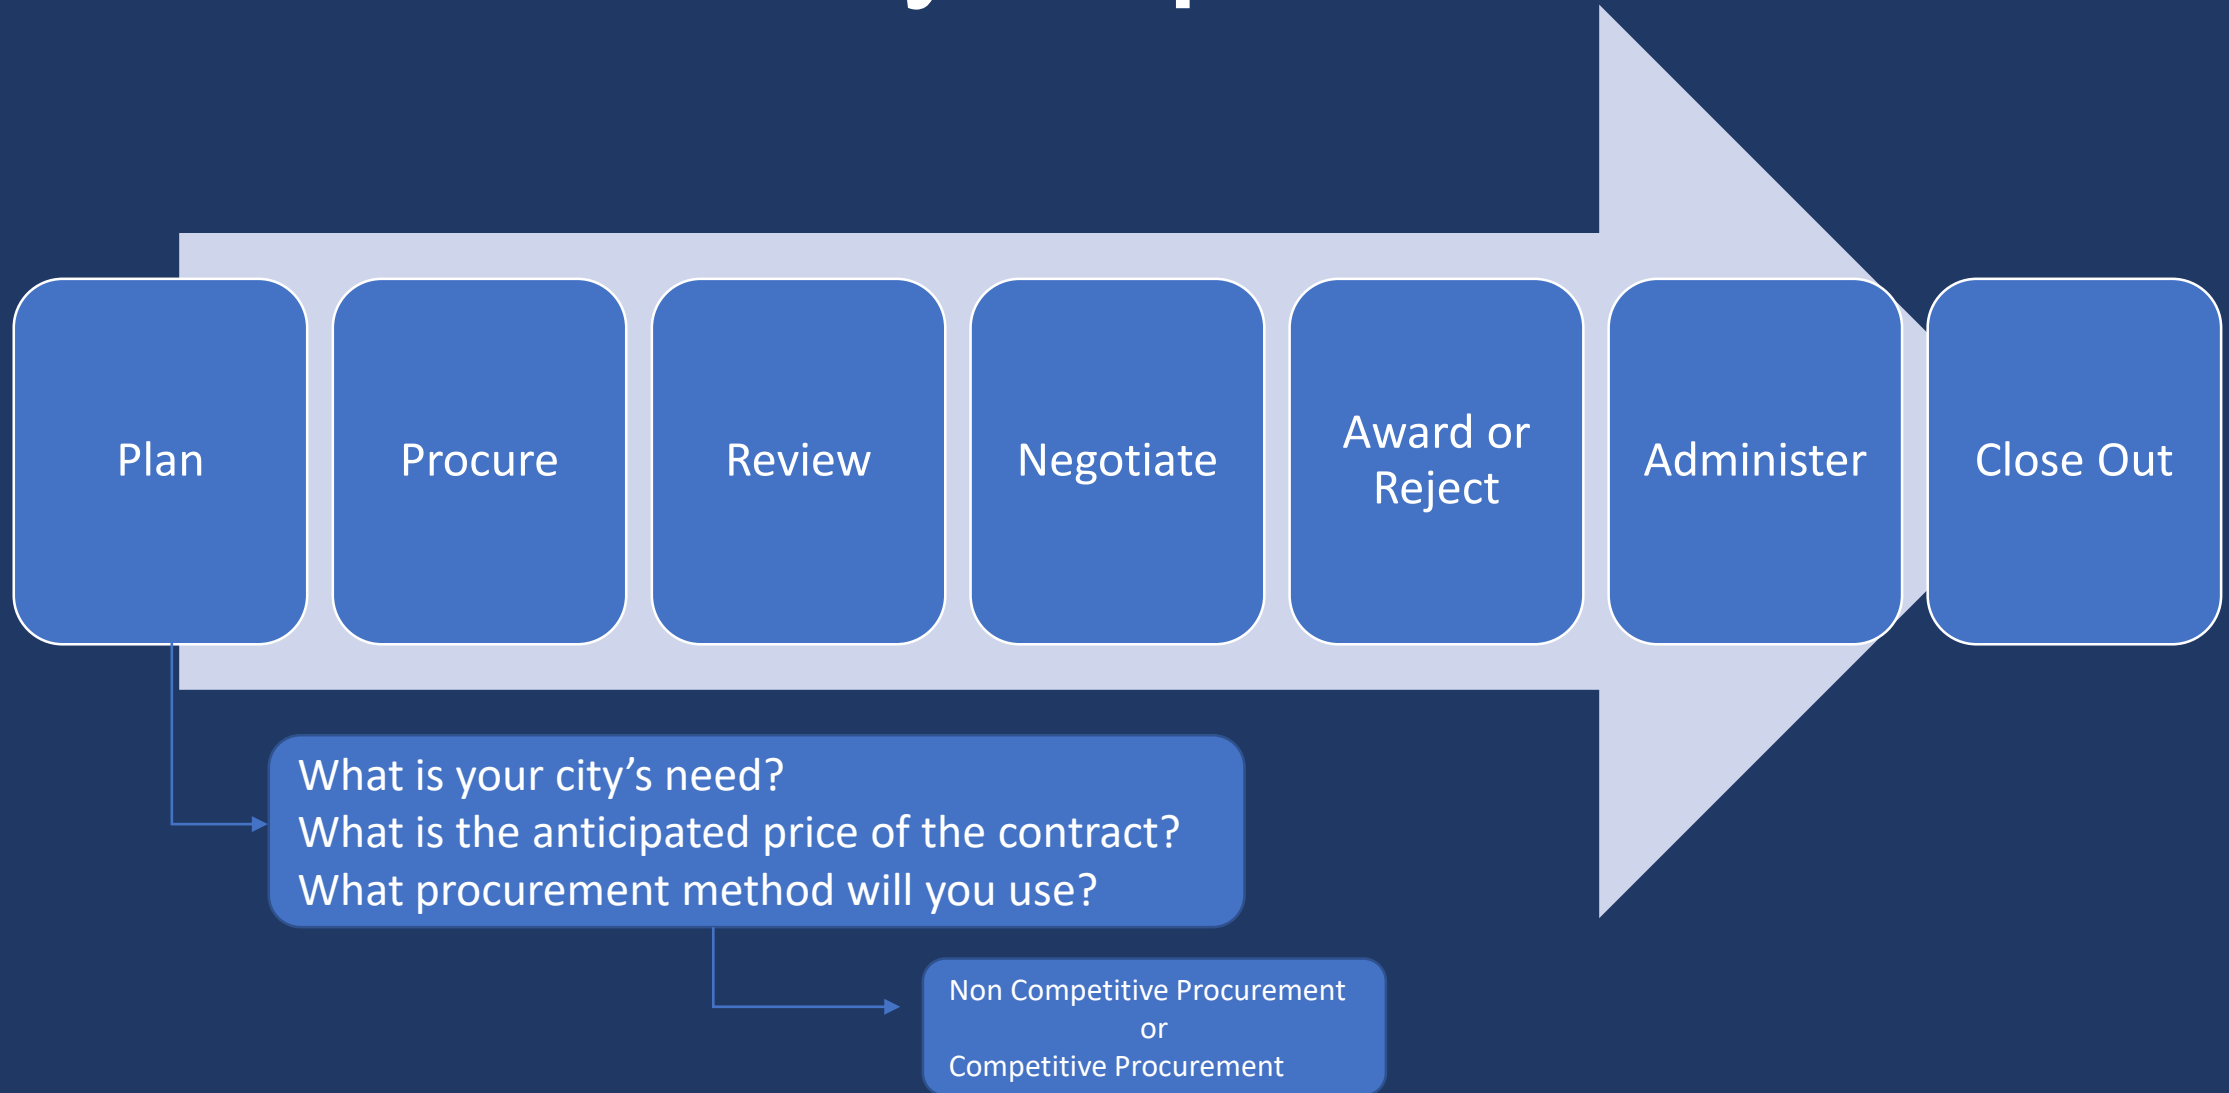 Plan
Procure
Review
Negotiate
Award or
Reject
Administer
Close Out
What is your city’s need?
What is the anticipated price of the contract?
What procurement method will you use?
Non Competitive Procurement
or
Competitive Procurement